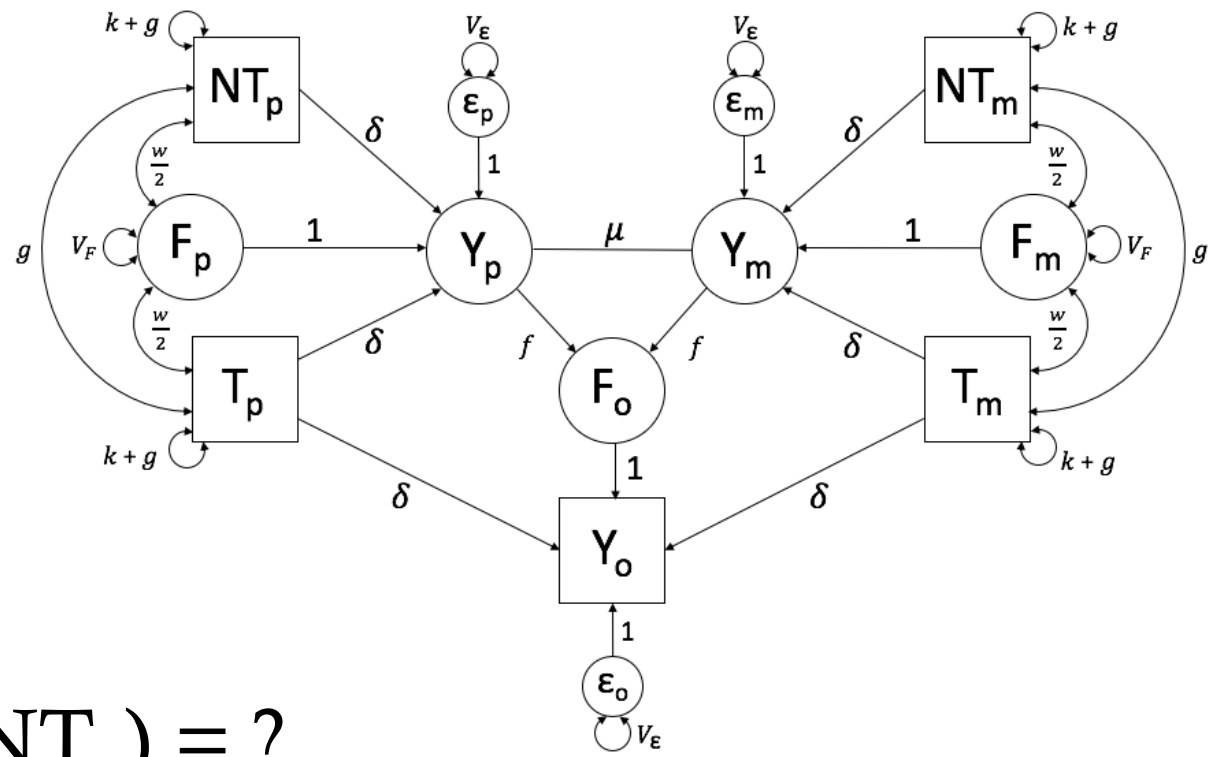 k + g
V_ε
V_ε
k + g
NT_p
ε_p
ε_m
NT_m
δ
δ
1
1
w/2
w/2
g
V_F
F_p
1
Y_p
μ
Y_m
1
F_m
V_F
g
w/2
w/2
δ
f
f
δ
T_p
F_o
T_m
k + g
k + g
1
δ
δ
Y_o
1
ε_o
V_ε
NT ) = ?